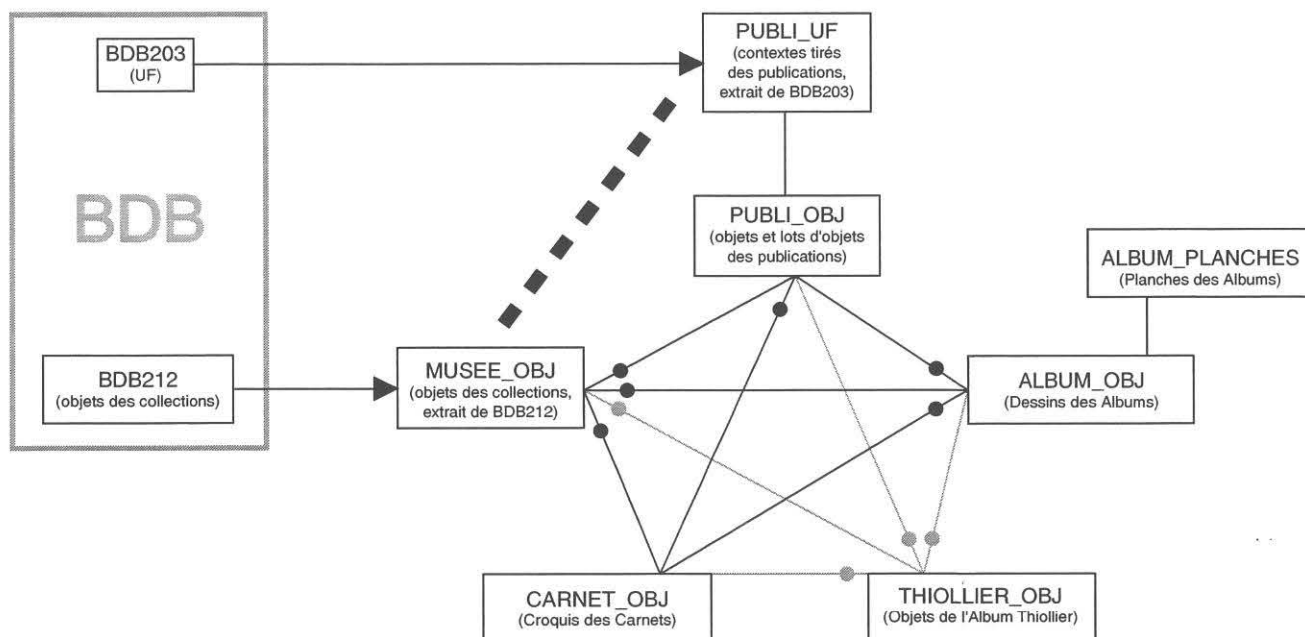 BDB203
(UF)
PUBLI_UF
(contextes tirés
des publications,
extrait de BDB203)
BDB
PUBLI_OBJ
(objets et lots d'objets
des publications)
ALBUM_PLANCHES
(Planches des Albums)
BDB212
(objets des collections)
MUSEE_OBJ
(objets des collections,
extrait de BDB212)
ALBUM_OBJ
(Dessins des Albums)
CARNET_OBJ
(Croquis des Carnets)
THIOLLIER_OBJ
(Objets de l'Album Thiollier)